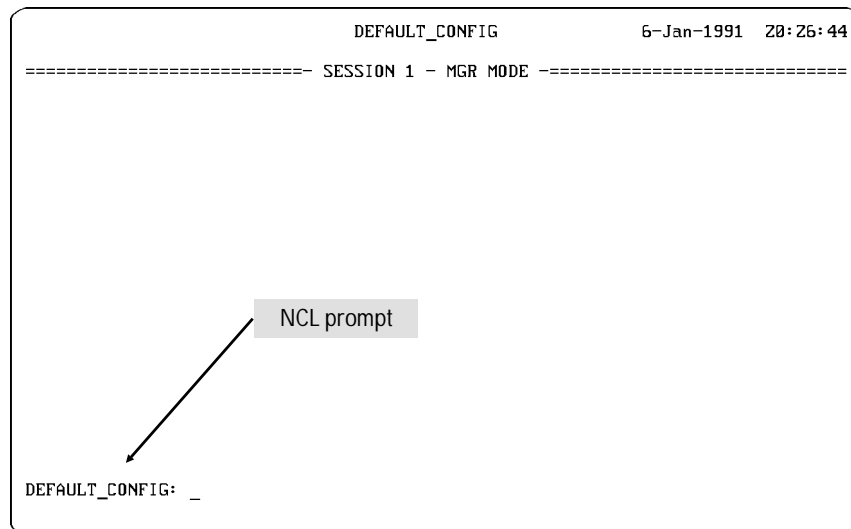 DEFAULT_CONFIG 6-Jan-1991 20:26:44
===========================- SESSION 1 - MGR MODE -=============================
NCL prompt
DEFAULT_CONFIG: _